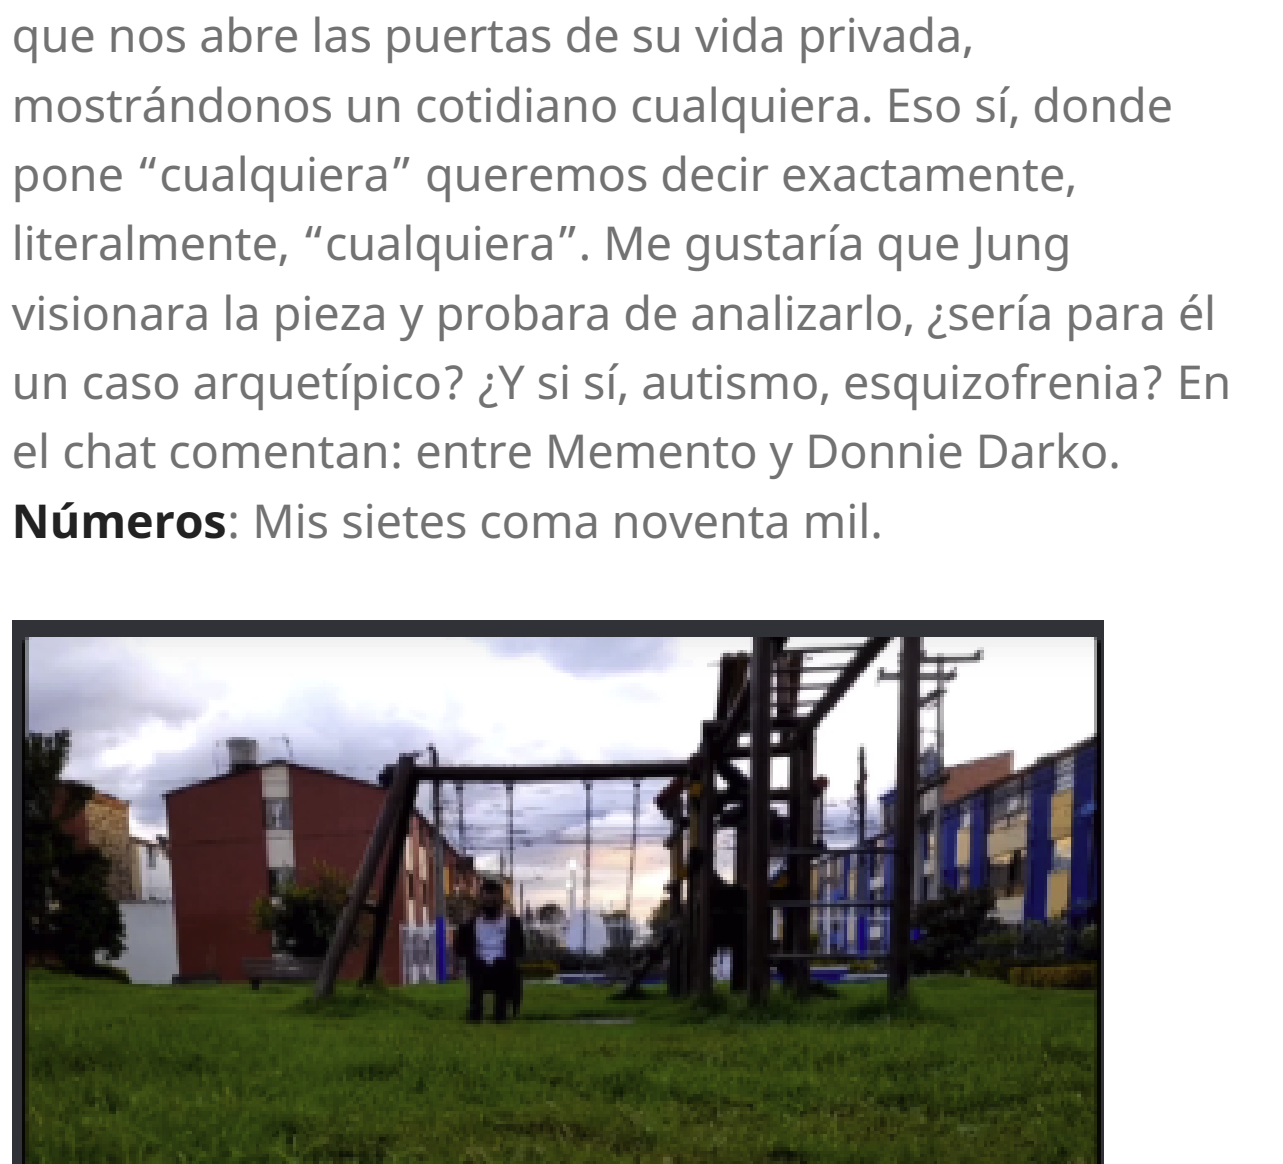 que nos abre las puertas de su vida privada,
mostrándonos un cotidiano cualquiera. Eso sí, donde
pone “cualquiera” queremos decir exactamente,
literalmente, “cualquiera”. Me gustaría que Jung
visionara la pieza y probara de analizarlo, ¿sería para él
un caso arquetípico? ¿Y si sí, autismo, esquizofrenia? En
el chat comentan: entre Memento y Donnie Darko.
Números: Mis sietes coma noventa mil.